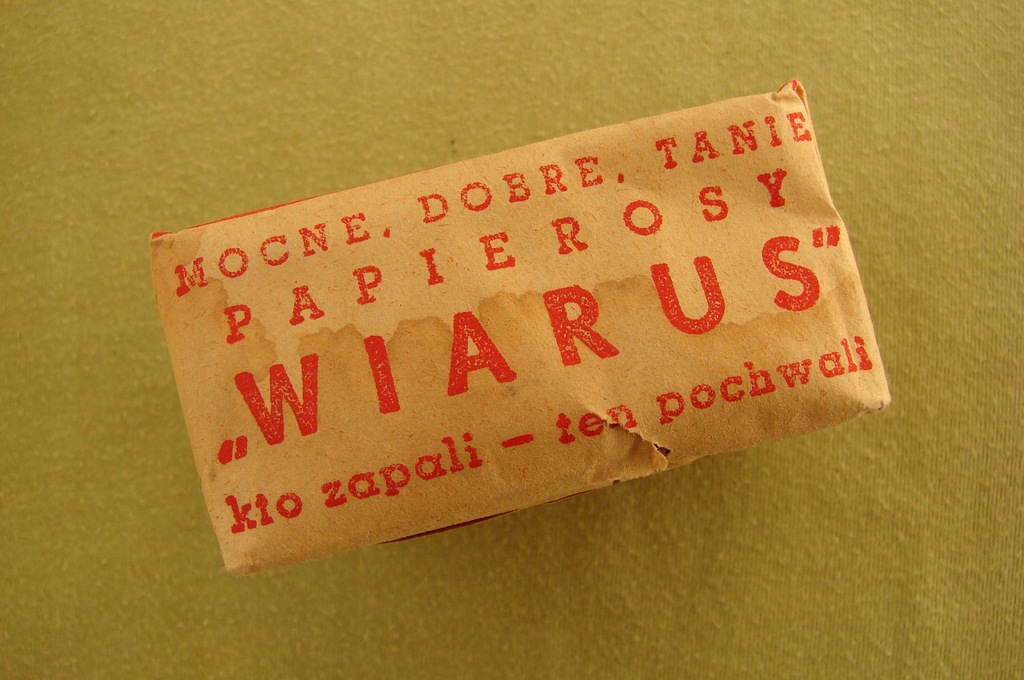 MOCNE, DOBRE, TANIE
PAPIEROSY
„WIARUS”
kto zapali — ten pochwali